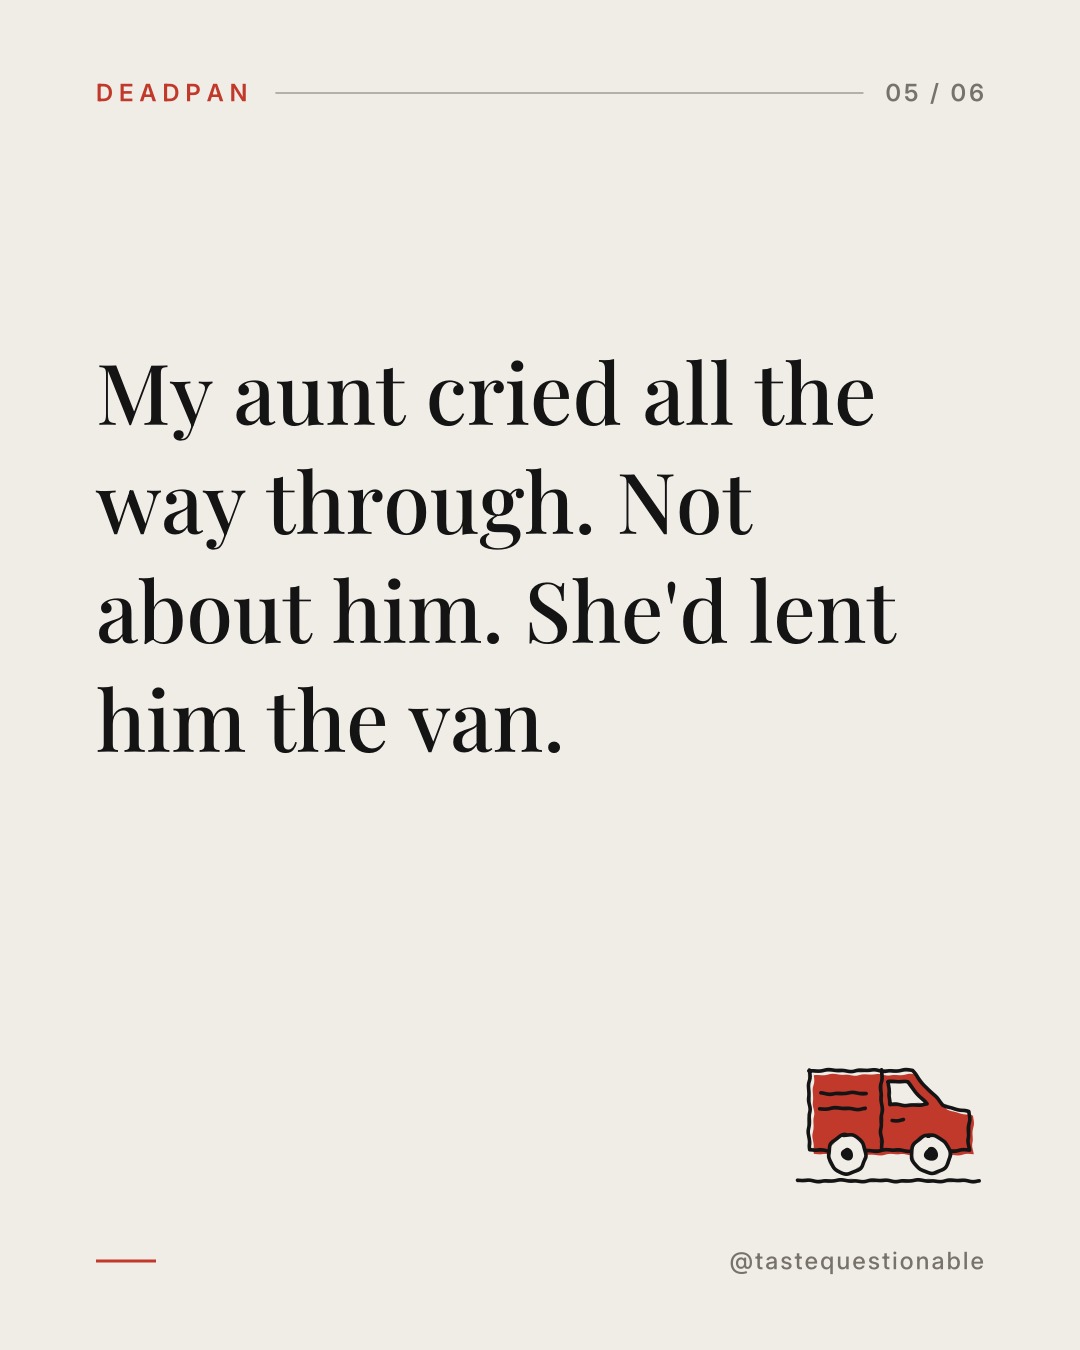 DEADPAN 05 / 06
My aunt cried all the
way through. Not
about him. She'd lent
him the van.
@tastequestionable